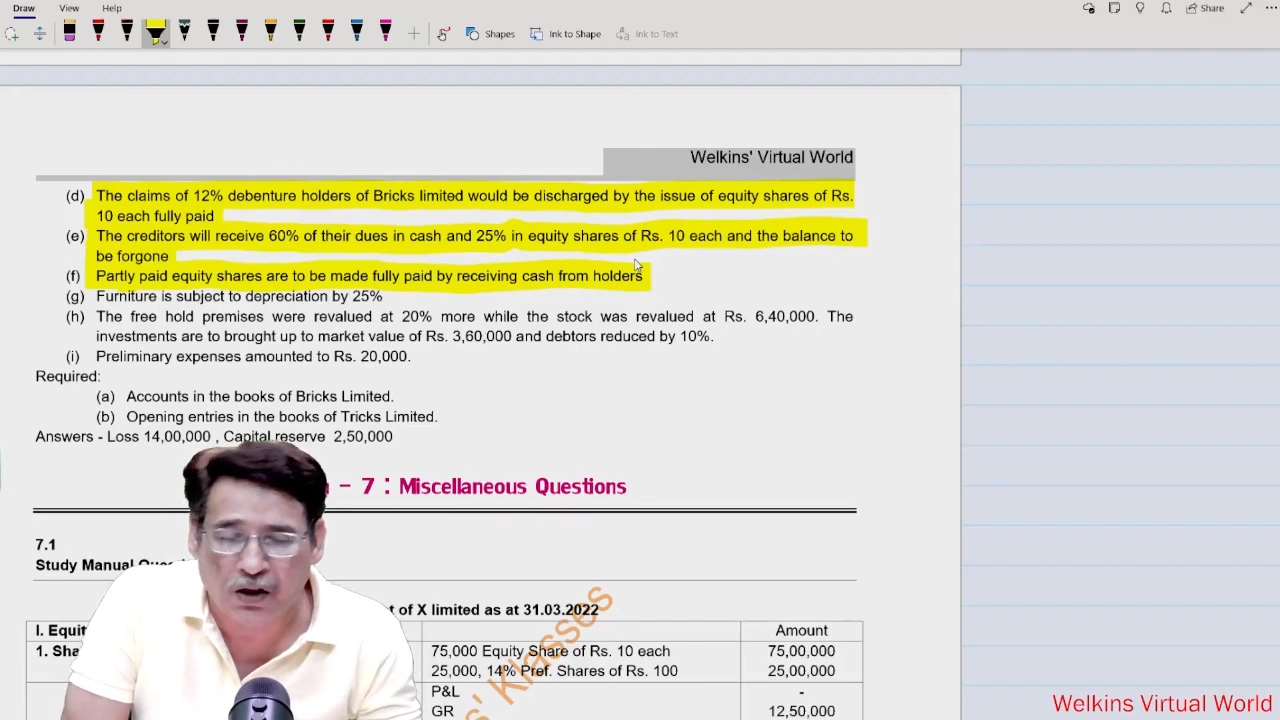 Draw View Help Share
Shapes Ink to Shape Ink to Text
Welkins' Virtual World
(d) The claims of 12% debenture holders of Bricks limited would be discharged by the issue of equity shares of Rs.
10 each fully paid
(e) The creditors will receive 60% of their dues in cash and 25% in equity shares of Rs. 10 each and the balance to
be forgone
(f) Partly paid equity shares are to be made fully paid by receiving cash from holders
(g) Furniture is subject to depreciation by 25%
(h) The free hold premises were revalued at 20% more while the stock was revalued at Rs. 6,40,000. The
investments are to brought up to market value of Rs. 3,60,000 and debtors reduced by 10%.
(i) Preliminary expenses amounted to Rs. 20,000.
Required:
(a) Accounts in the books of Bricks Limited.
(b) Opening entries in the books of Tricks Limited.
Answers - Loss 14,00,000 , Capital reserve 2,50,000
- 7 : Miscellaneous Questions
7.1
Study Manual
of X limited as at 31.03.2022
I. Amount
1. 75,000 Equity Share of Rs. 10 each 75,00,000
25,000, 14% Pref. Shares of Rs. 100 25,00,000
P&L -
GR 12,50,000
Klasses
Welkins Virtual World